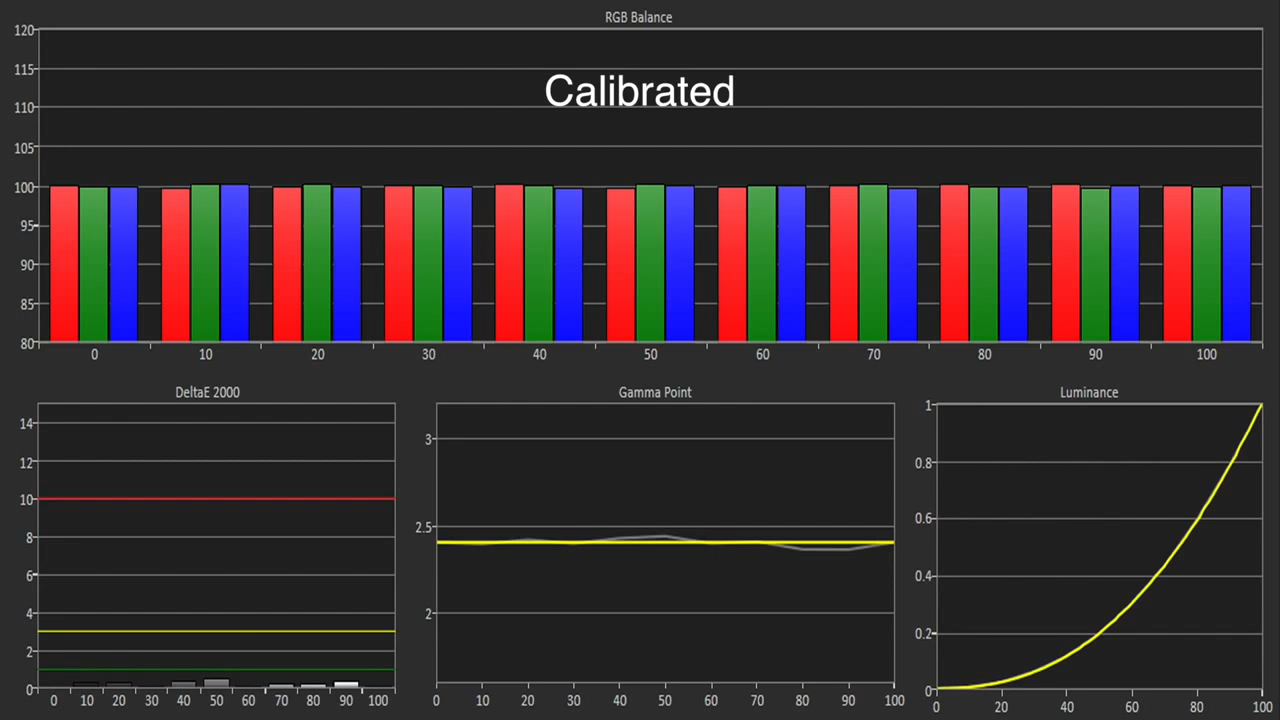 RGB Balance
Calibrated
120
115
110
105
100
95
90
85
80
0 10 20 30 40 50 60 70 80 90 100
DeltaE 2000
14
12
10
8
6
4
2
0
0 10 20 30 40 50 60 70 80 90 100
Gamma Point
3
2.5
2
0 10 20 30 40 50 60 70 80 90 100
Luminance
1
0.8
0.6
0.4
0.2
0
0 20 40 60 80 100